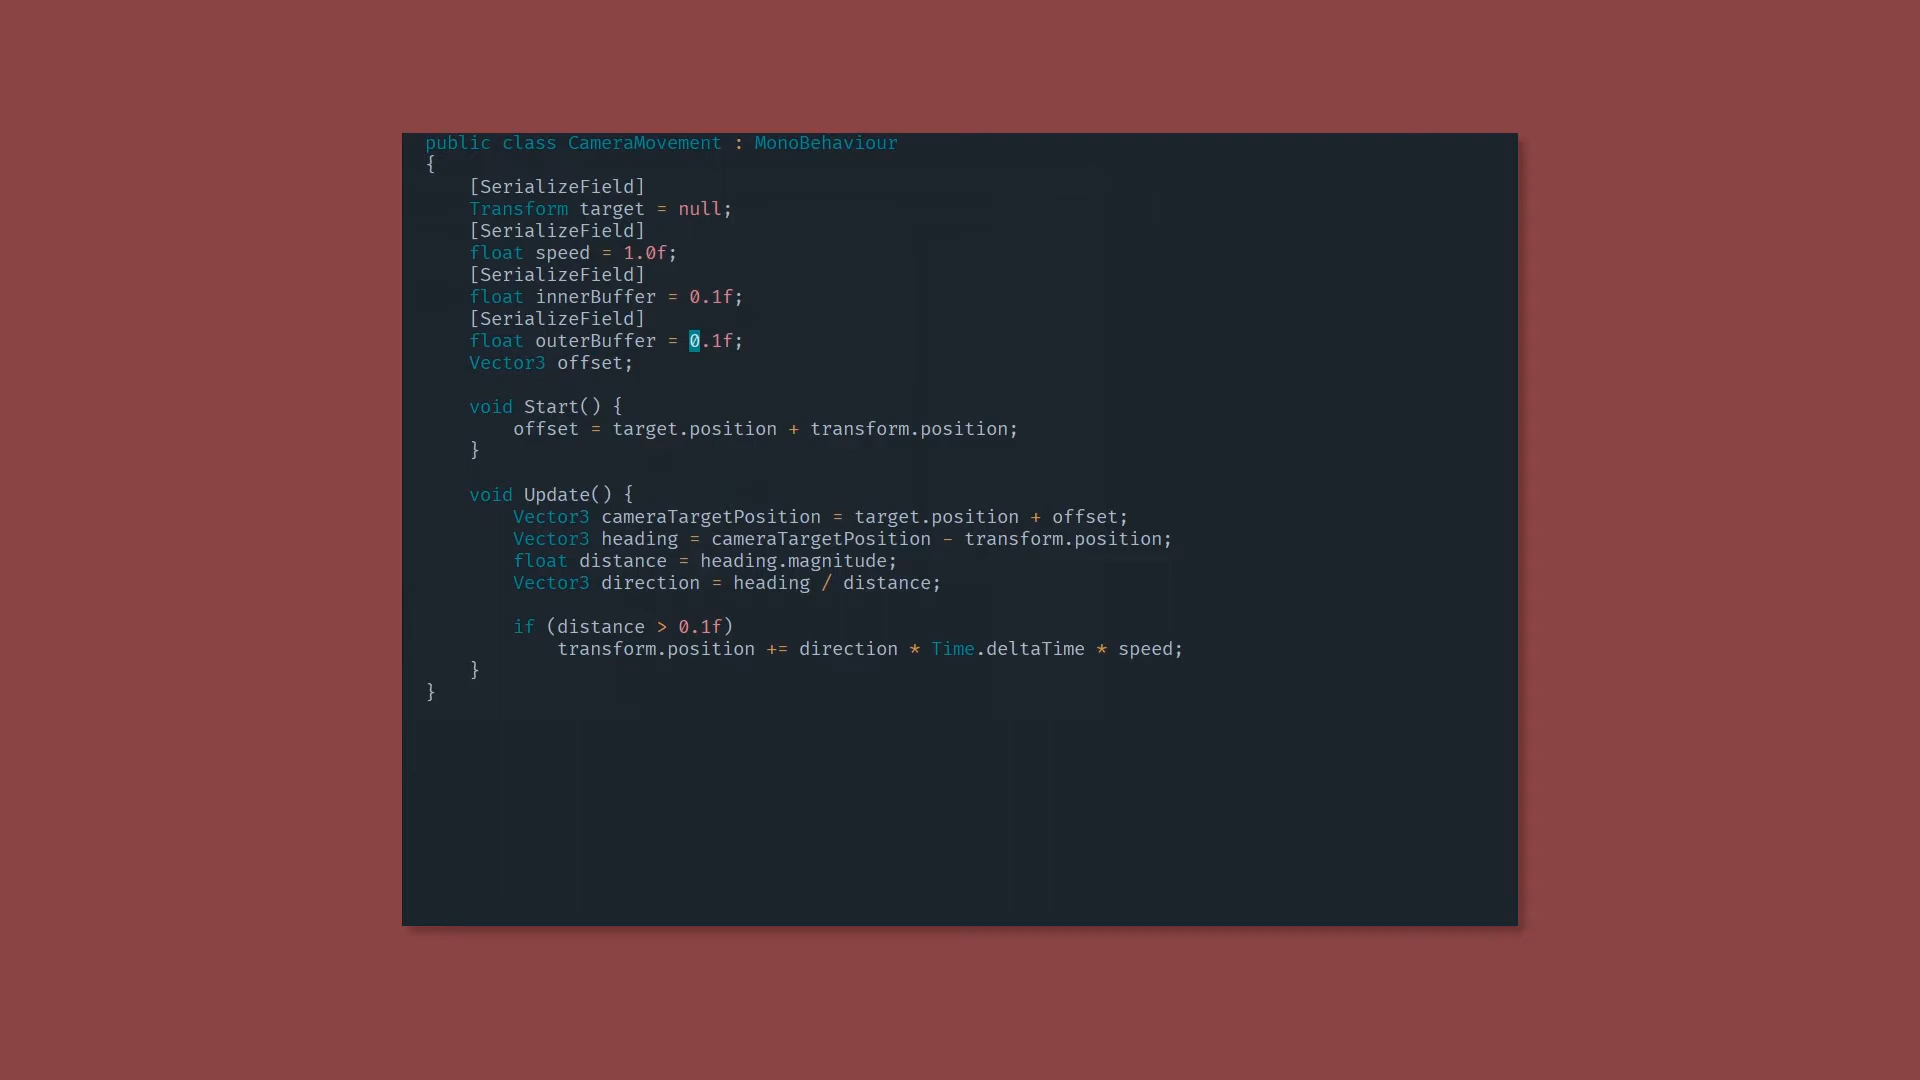 public class CameraMovement : MonoBehaviour
{
    [SerializeField]
    Transform target = null;
    [SerializeField]
    float speed = 1.0f;
    [SerializeField]
    float innerBuffer = 0.1f;
    [SerializeField]
    float outerBuffer = 0.1f;
    Vector3 offset;

    void Start() {
        offset = target.position + transform.position;
    }

    void Update() {
        Vector3 cameraTargetPosition = target.position + offset;
        Vector3 heading = cameraTargetPosition - transform.position;
        float distance = heading.magnitude;
        Vector3 direction = heading / distance;

        if (distance > 0.1f)
            transform.position += direction * Time.deltaTime * speed;
    }
}